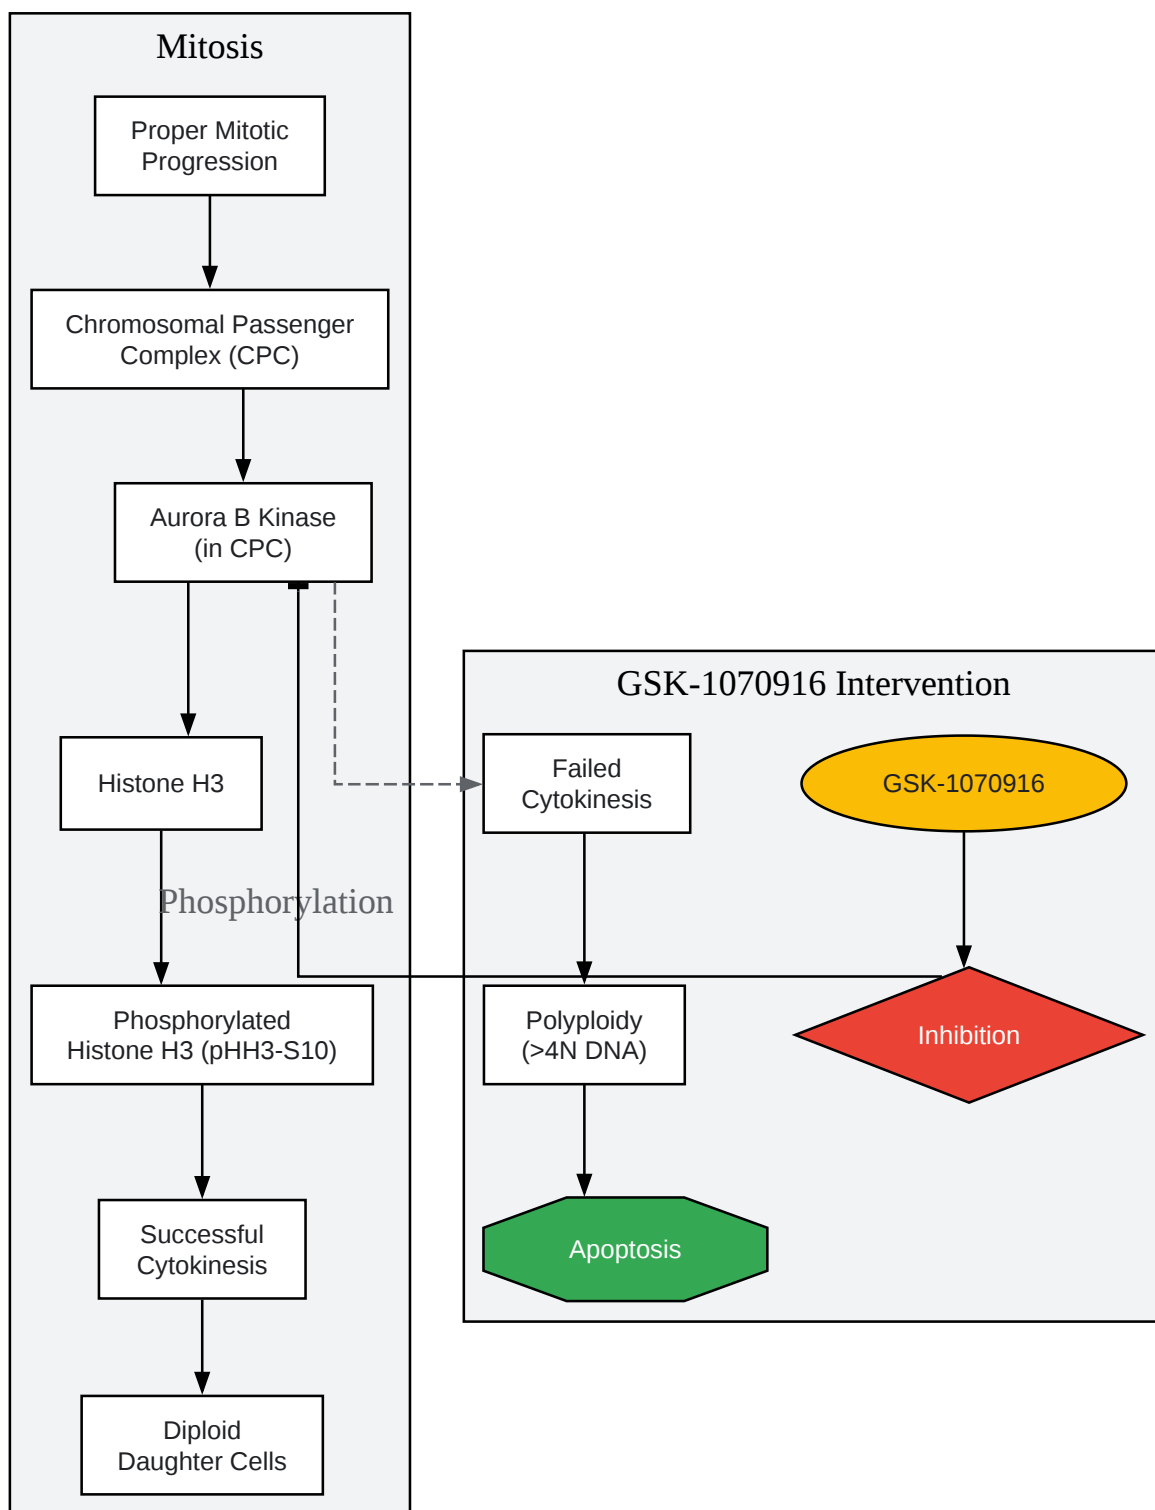 Mitosis
Proper Mitotic
Progression
Chromosomal Passenger
Complex (CPC)
Aurora B Kinase
(in CPC)
Histone H3
Phosphorylation
Phosphorylated
Histone H3 (pHH3-S10)
Successful
Cytokinesis
Diploid
Daughter Cells
GSK-1070916 Intervention
Failed
Cytokinesis
GSK-1070916
Polyploidy
(>4N DNA)
Inhibition
Apoptosis